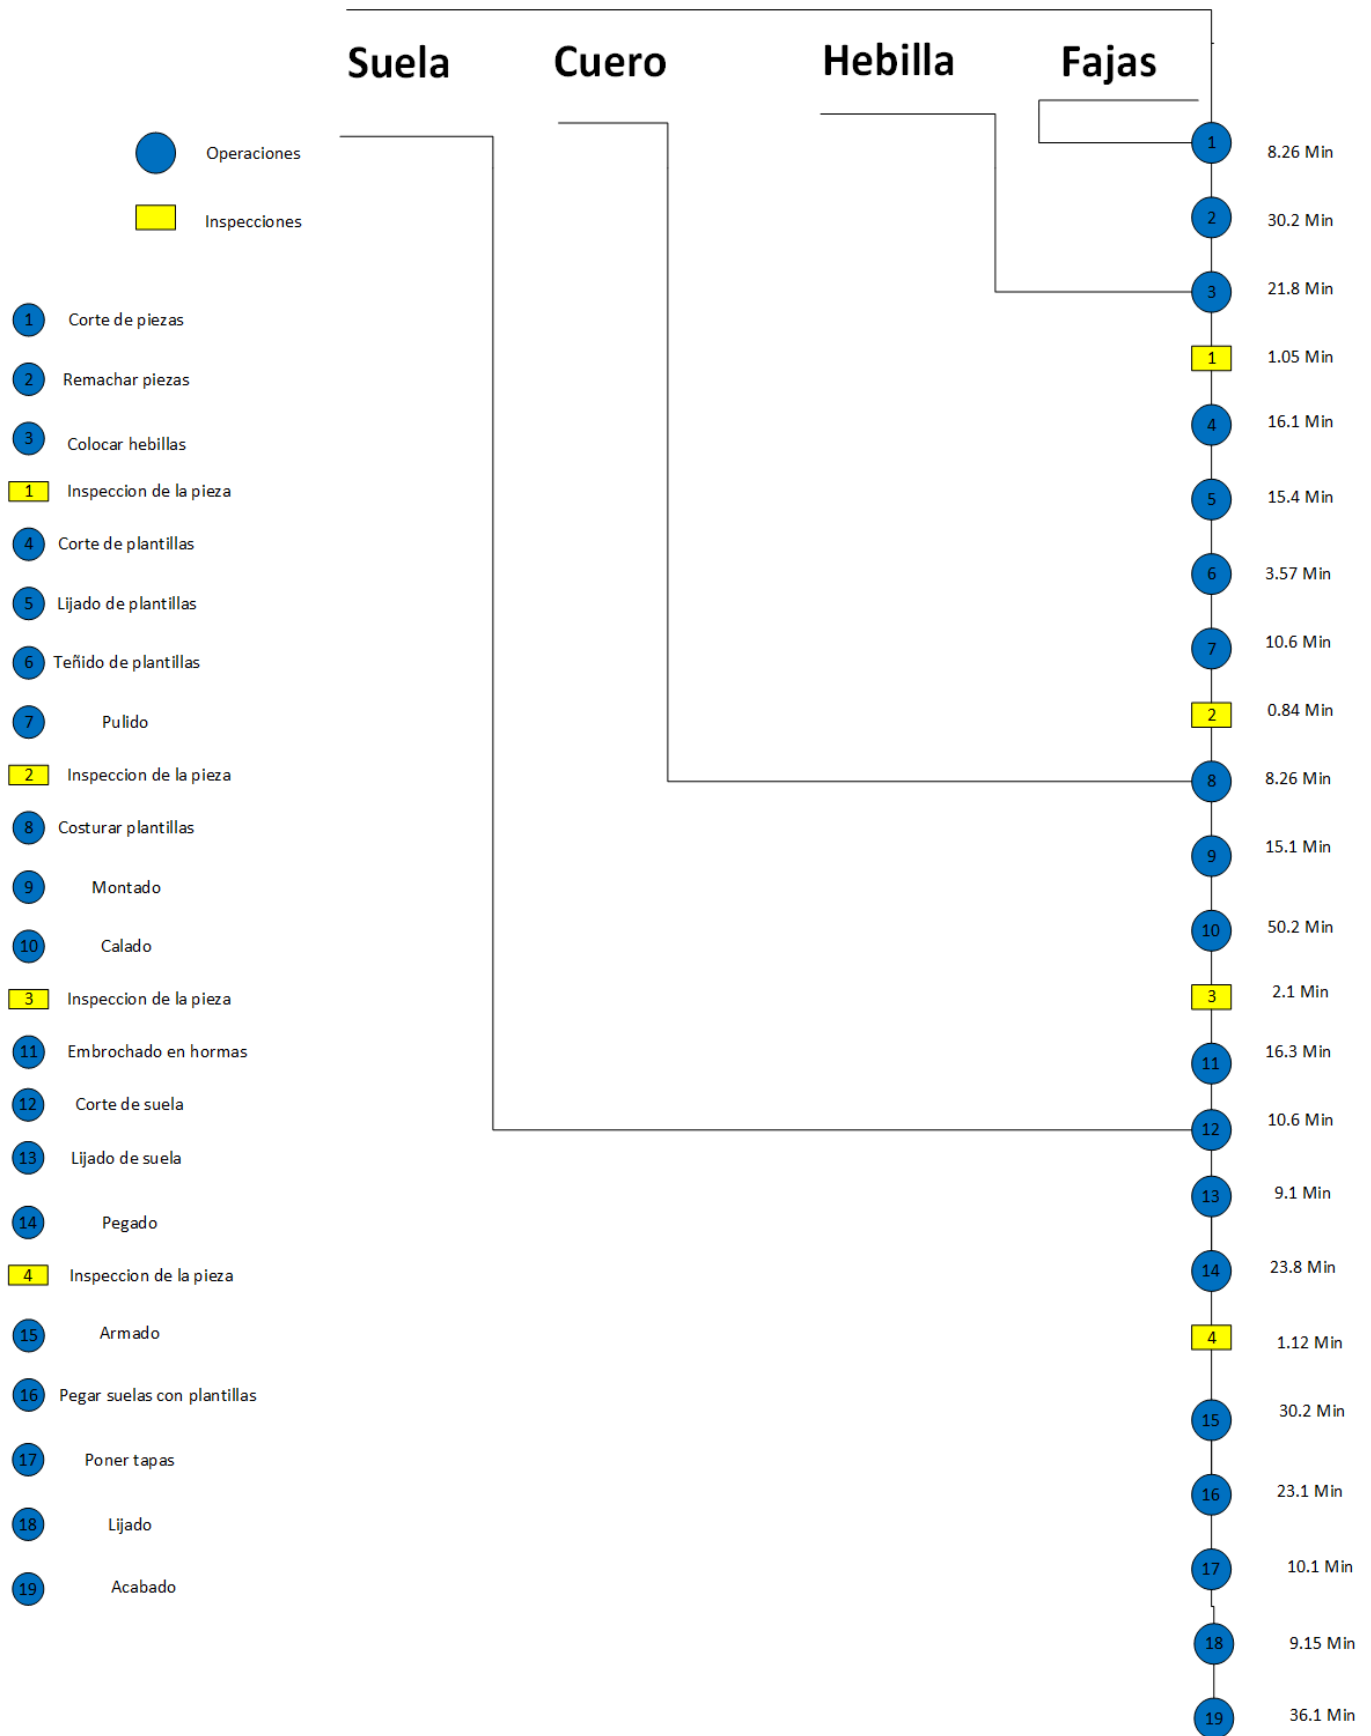 Suela
Cuero
Hebilla
Fajas
Operaciones
Inspecciones
1 Corte de piezas
2 Remachar piezas
3 Colocar hebillas
1 Inspeccion de la pieza
4 Corte de plantillas
5 Lijado de plantillas
6 Teñido de plantillas
7 Pulido
2 Inspeccion de la pieza
8 Costurar plantillas
9 Montado
10 Calado
3 Inspeccion de la pieza
11 Embrochado en hormas
12 Corte de suela
13 Lijado de suela
14 Pegado
4 Inspeccion de la pieza
15 Armado
16 Pegar suelas con plantillas
17 Poner tapas
18 Lijado
19 Acabado
1 8.26 Min
2 30.2 Min
3 21.8 Min
1 1.05 Min
4 16.1 Min
5 15.4 Min
6 3.57 Min
7 10.6 Min
2 0.84 Min
8 8.26 Min
9 15.1 Min
10 50.2 Min
3 2.1 Min
11 16.3 Min
12 10.6 Min
13 9.1 Min
14 23.8 Min
4 1.12 Min
15 30.2 Min
16 23.1 Min
17 10.1 Min
18 9.15 Min
19 36.1 Min